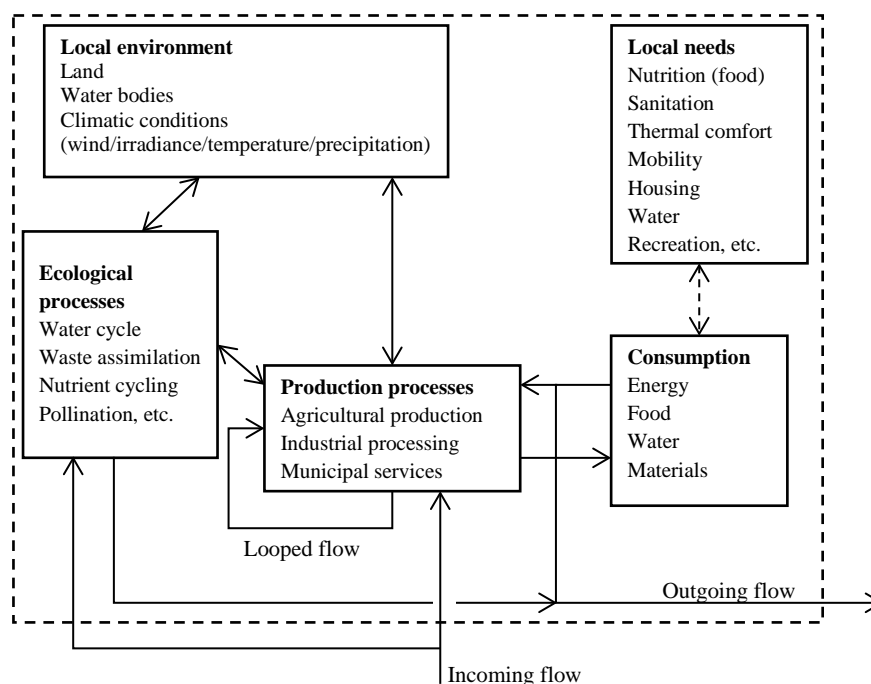 Local environment
Land
Water bodies
Climatic conditions
(wind/irradiance/temperature/precipitation)
Local needs
Nutrition (food)
Sanitation
Thermal comfort
Mobility
Housing
Water
Recreation, etc.
Ecological
processes
Water cycle
Waste assimilation
Nutrient cycling
Pollination, etc.
Production processes
Agricultural production
Industrial processing
Municipal services
Consumption
Energy
Food
Water
Materials
Looped flow
Outgoing flow
Incoming flow